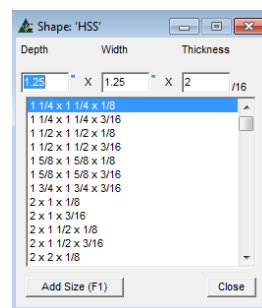 Shape: 'HSS'
Depth Width Thickness
1.25 " X 1.25 " X 2 /16
1 1/4 x 1 1/4 x 1/8
1 1/4 x 1 1/4 x 3/16
1 1/2 x 1 1/2 x 1/8
1 1/2 x 1 1/2 x 3/16
1 5/8 x 1 5/8 x 1/8
1 5/8 x 1 5/8 x 3/16
1 3/4 x 1 3/4 x 3/16
2 x 1 x 1/8
2 x 1 x 3/16
2 x 1 1/2 x 1/8
2 x 1 1/2 x 3/16
2 x 2 x 1/8
Add Size (F1) Close